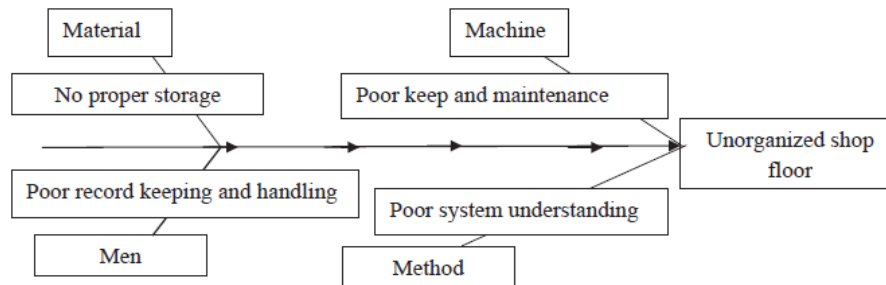 Material
Machine
No proper storage
Poor keep and maintenance
Unorganized shop
floor
Poor record keeping and handling
Poor system understanding
Men
Method